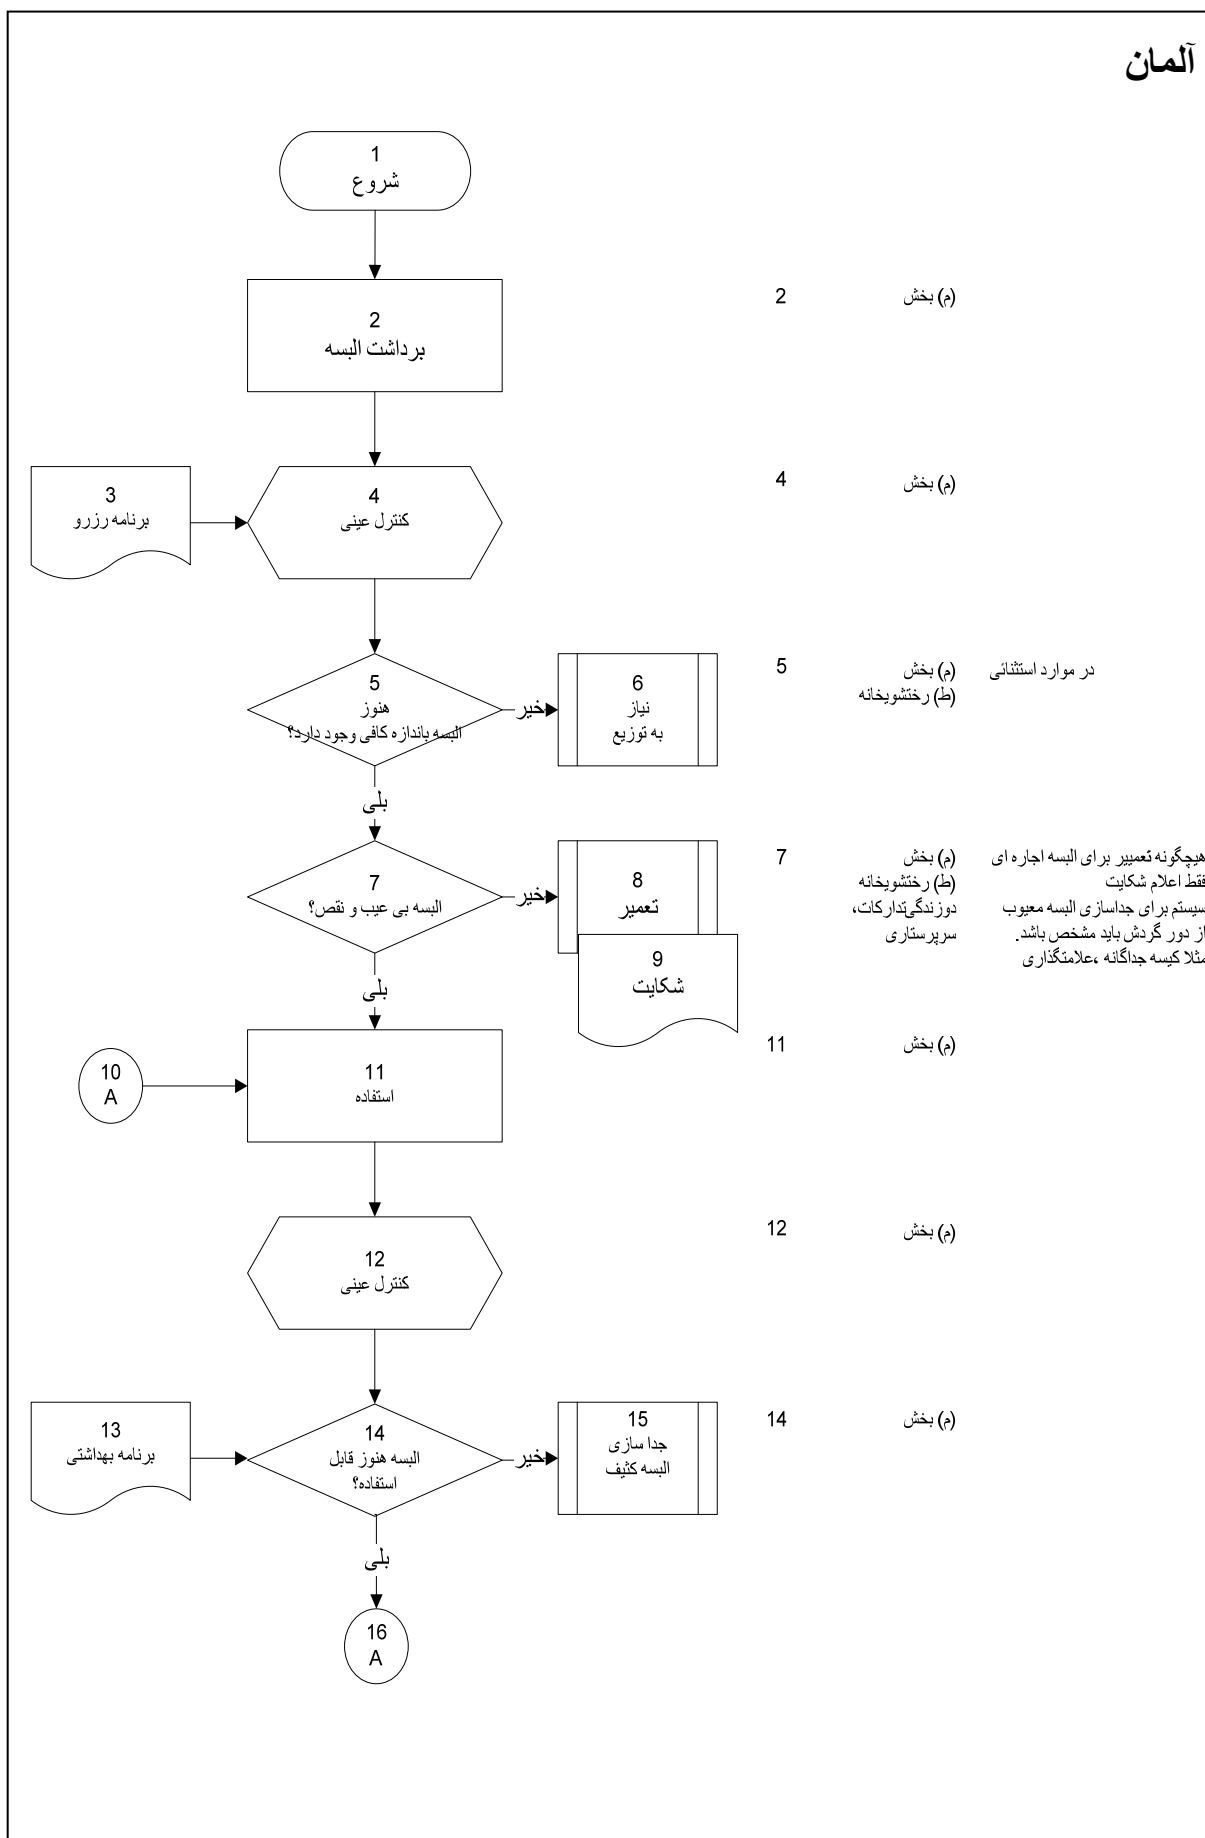 آلمان
1
شروع
2
برداشت البسه
2
(م) بخش
3
برنامه رزرو
4
کنترل عینی
4
(م) بخش
5
هنوز
البسه باندازه کافی وجود دارد؟
خیر
6
نیاز
به توزیع
5
(م) بخش
(ط) رختشویخانه
در موارد استثنائی
بلی
7
البسه بی عیب و نقص؟
خیر
8
تعمیر
9
شکایت
7
(م) بخش
(ط) رختشویخانه
دوزندگی‌تدارکات،
سرپرستاری
هیچگونه تعمییر برای البسه اجاره ای
فقط اعلام شکایت
سیستم برای جداسازی البسه معیوب
از دور گردش باید مشخص باشد.
مثلا کیسه جداگانه ،علامتگذاری
بلی
10
A
11
استفاده
11
(م) بخش
12
کنترل عینی
12
(م) بخش
13
برنامه بهداشتی
14
البسه هنوز قابل
استفاده؟
خیر
15
جدا سازی
البسه کثیف
14
(م) بخش
بلی
16
A